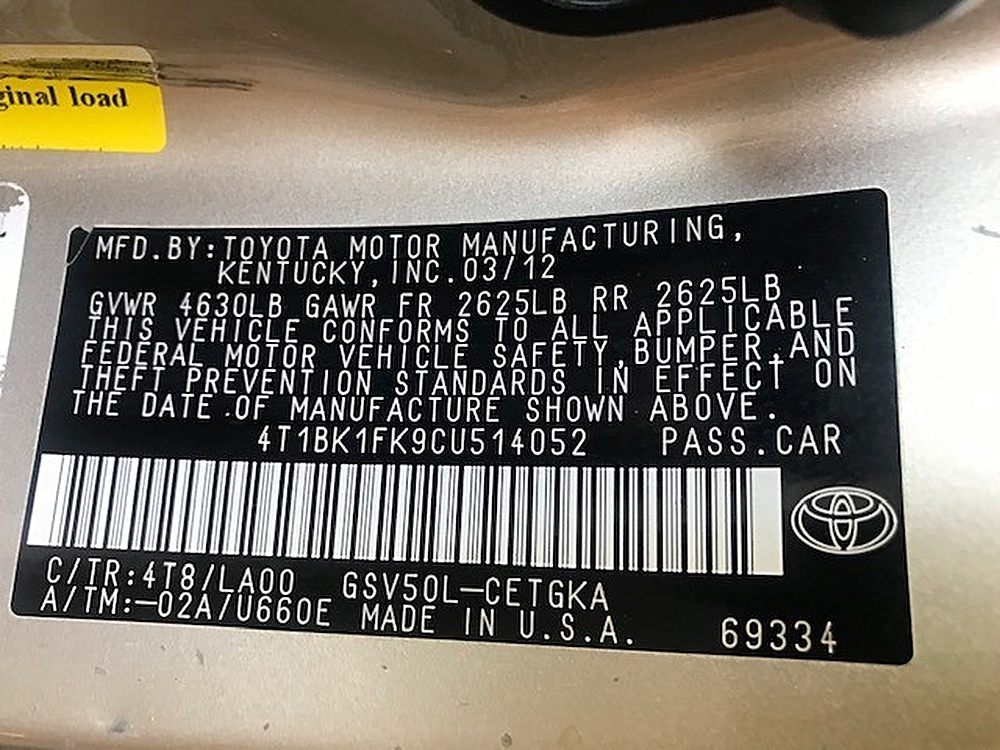 ginal load
MFD.BY:TOYOTA MOTOR MANUFACTURING,
KENTUCKY,INC.03/12
GVWR 4630LB GAWR FR 2625LB RR 2625LB
THIS VEHICLE CONFORMS TO ALL APPLICABLE
FEDERAL MOTOR VEHICLE SAFETY,BUMPER,AND
THEFT PREVENTION STANDARDS IN EFFECT ON
THE DATE OF MANUFACTURE SHOWN ABOVE.
4T1BK1FK9CU514052 PASS.CAR
C/TR:4T8/LA00 GSV50L-CETGKA
A/TM:-02A/U660E MADE IN U.S.A. 69334